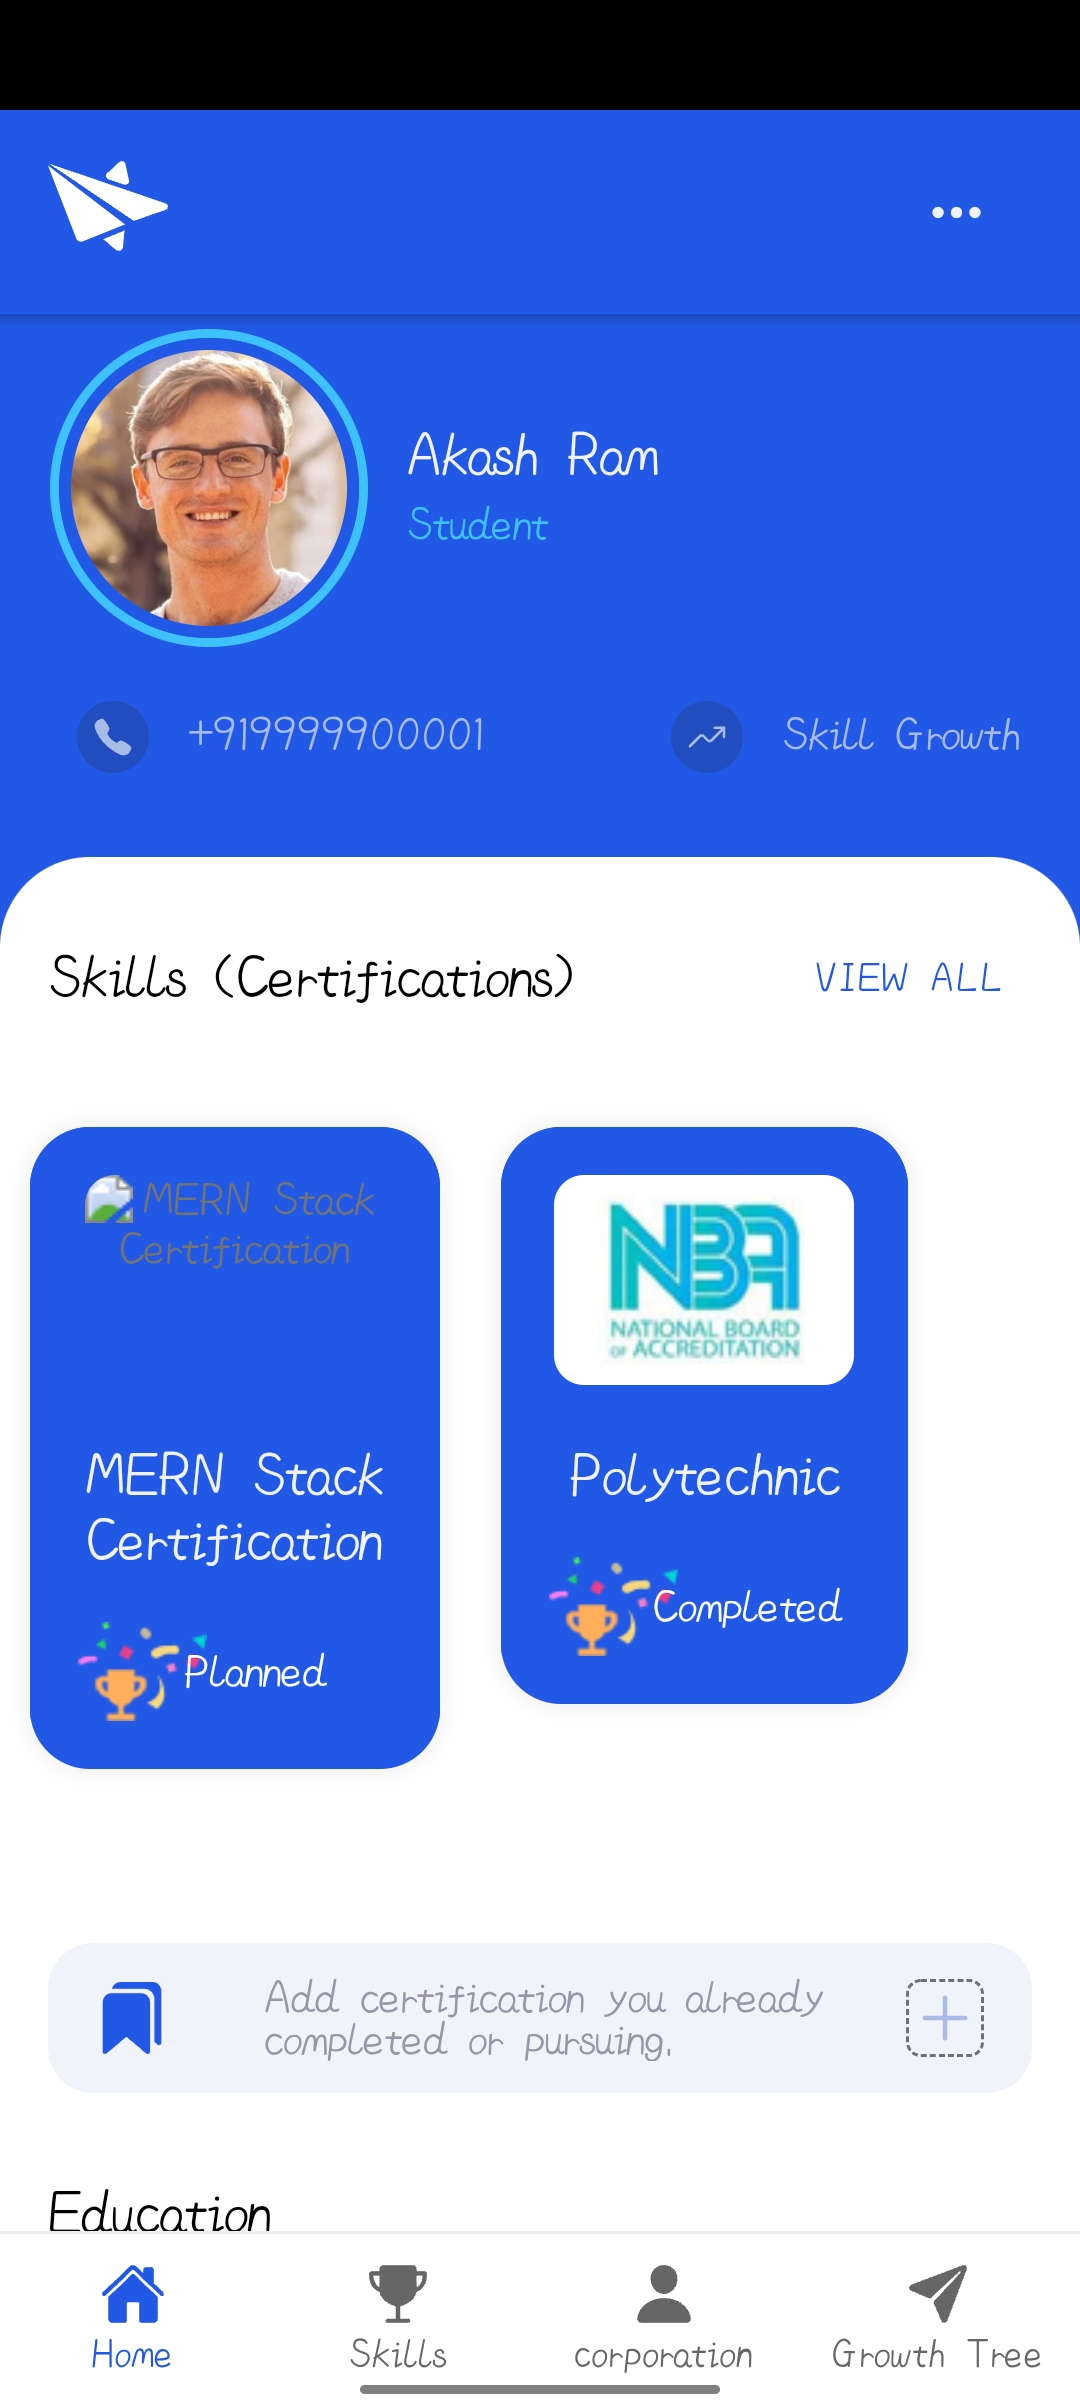 Akash Ram
Student
+919999900001
Skill Growth
Skills (Certifications)
VIEW ALL
MERN Stack
Certification
MERN Stack
Certification
Planned
NBA
NATIONAL BOARD
OF ACCREDITATION
Polytechnic
Completed
Add certification you already
completed or pursuing.
Education
Home
Skills
corporation
Growth Tree